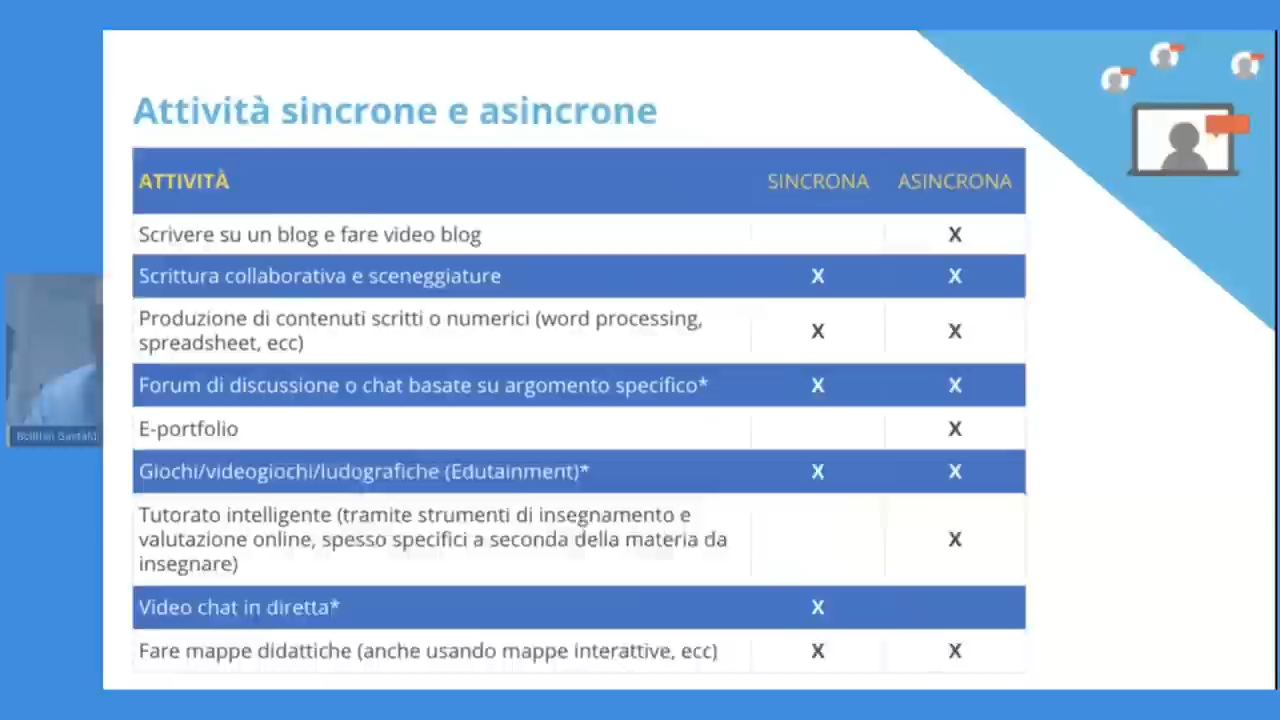 Attività sincrone e asincrone
ATTIVITÀ SINCRONA ASINCRONA
Scrivere su un blog e fare video blog X
Scrittura collaborativa e sceneggiature X X
Produzione di contenuti scritti o numerici (word processing,
spreadsheet, ecc) X X
Forum di discussione o chat basate su argomento specifico* X X
E-portfolio X
Giochi/videogiochi/ludografiche (Edutainment)* X X
Tutorato intelligente (tramite strumenti di insegnamento e
valutazione online, spesso specifici a seconda della materia da X
insegnare)
Video chat in diretta* X
Fare mappe didattiche (anche usando mappe interattive, ecc) X X